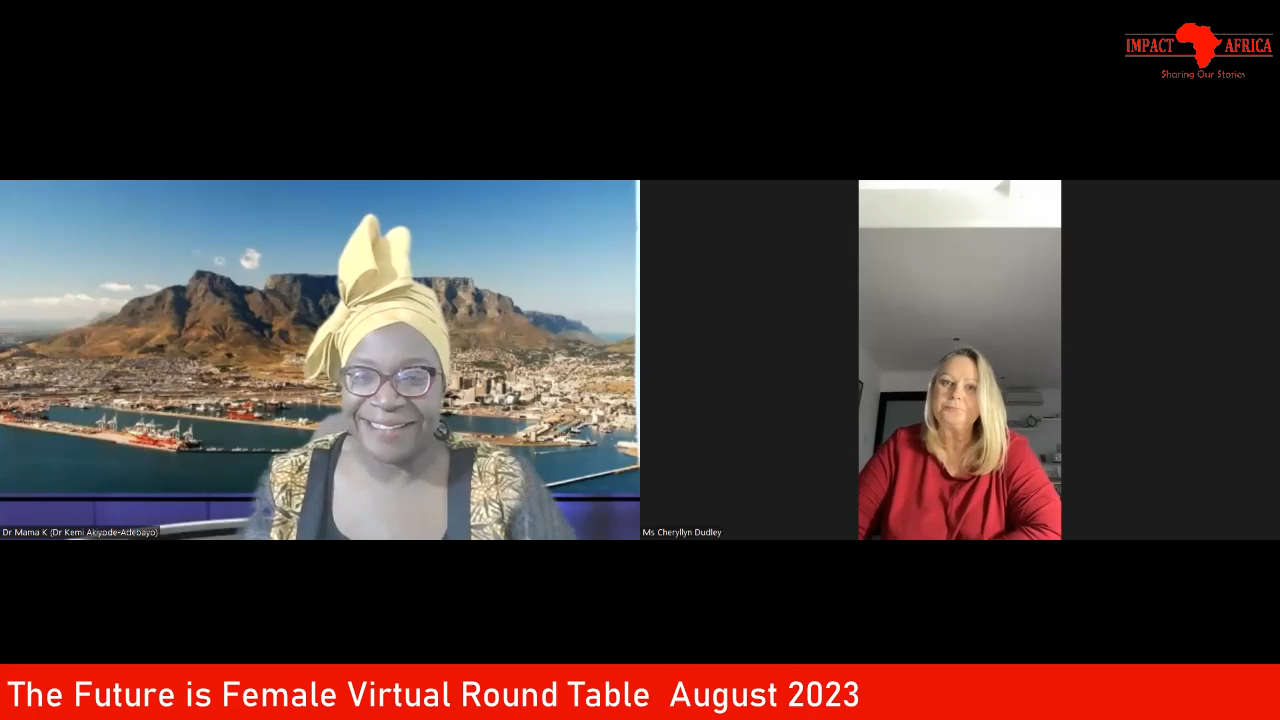 IMPACT AFRICA
Sharing Our Stories
Dr Mama K (Dr Kemi Akiyode-Adebayo)
Ms Cheryllyn Dudley
The Future is Female Virtual Round Table August 2023